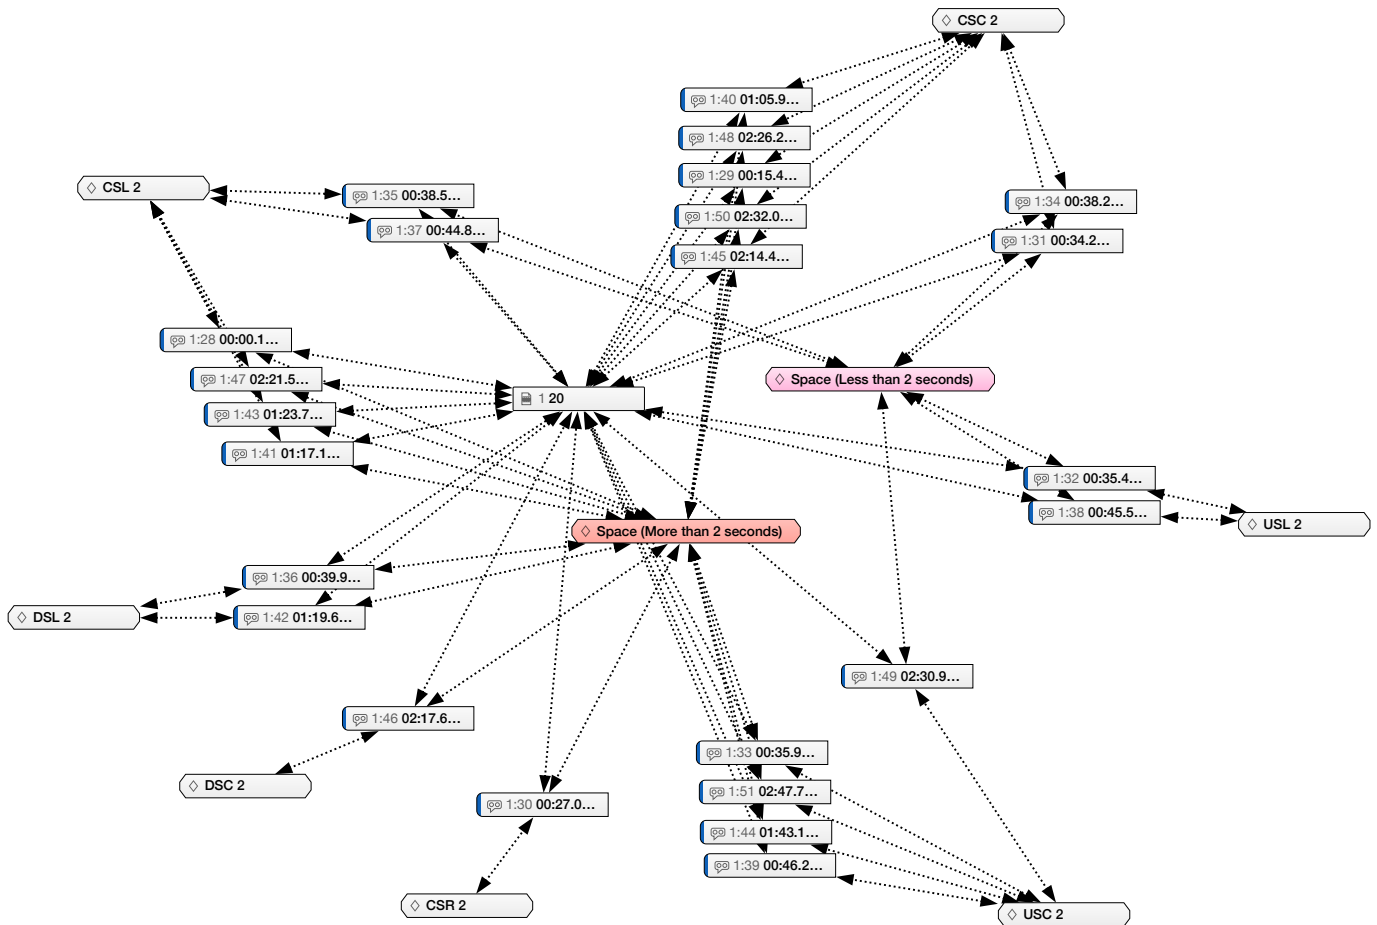 CSC 2
1:40 01:05.9...
1:48 02:26.2...
1:29 00:15.4...
CSL 2
1:35 00:38.5...
1:34 00:38.2...
1:50 02:32.0...
1:37 00:44.8...
1:31 00:34.2...
1:45 02:14.4...
1:28 00:00.1...
1:47 02:21.5...
Space (Less than 2 seconds)
1 20
1:43 01:23.7...
1:41 01:17.1...
1:32 00:35.4...
1:38 00:45.5...
USL 2
Space (More than 2 seconds)
1:36 00:39.9...
DSL 2
1:42 01:19.6...
1:49 02:30.9...
1:46 02:17.6...
1:33 00:35.9...
DSC 2
1:51 02:47.7...
1:30 00:27.0...
1:44 01:43.1...
1:39 00:46.2...
CSR 2
USC 2